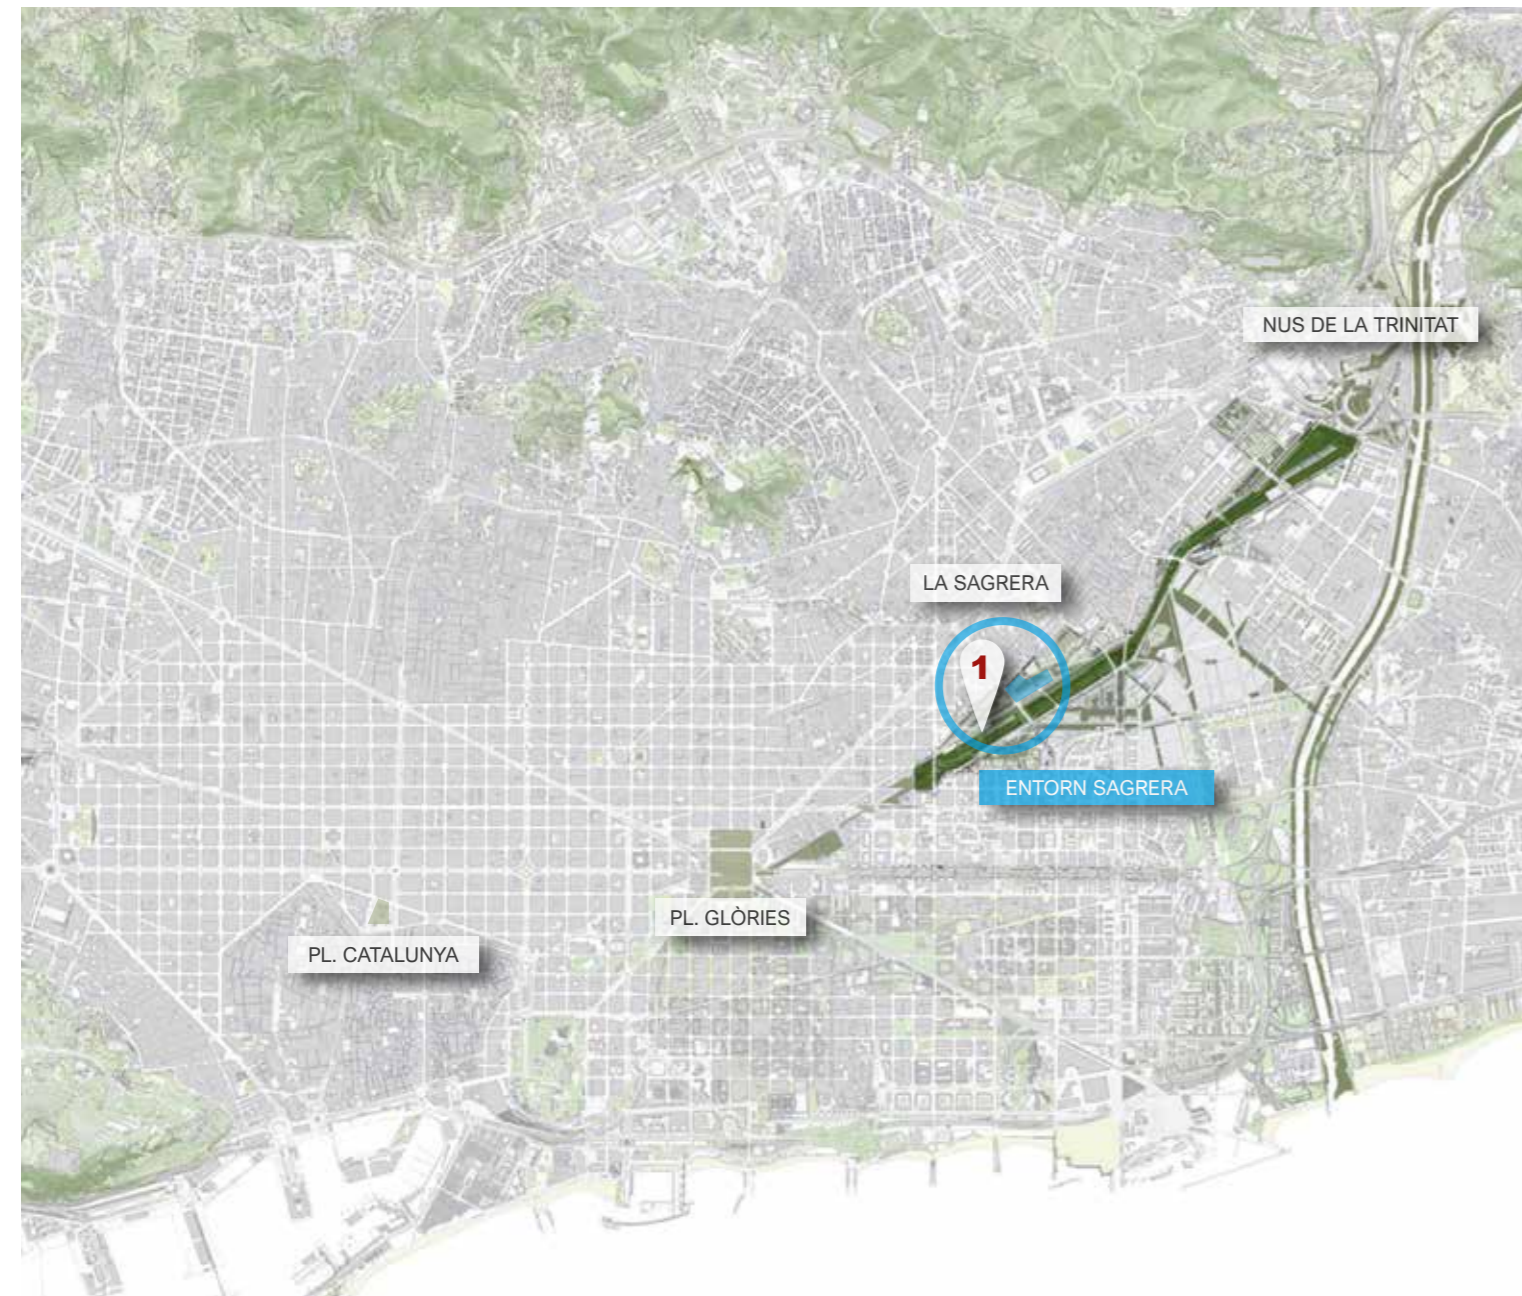 NUS DE LA TRINITAT
LA SAGRERA
1
ENTORN SAGRERA
PL. GLÒRIES
PL. CATALUNYA